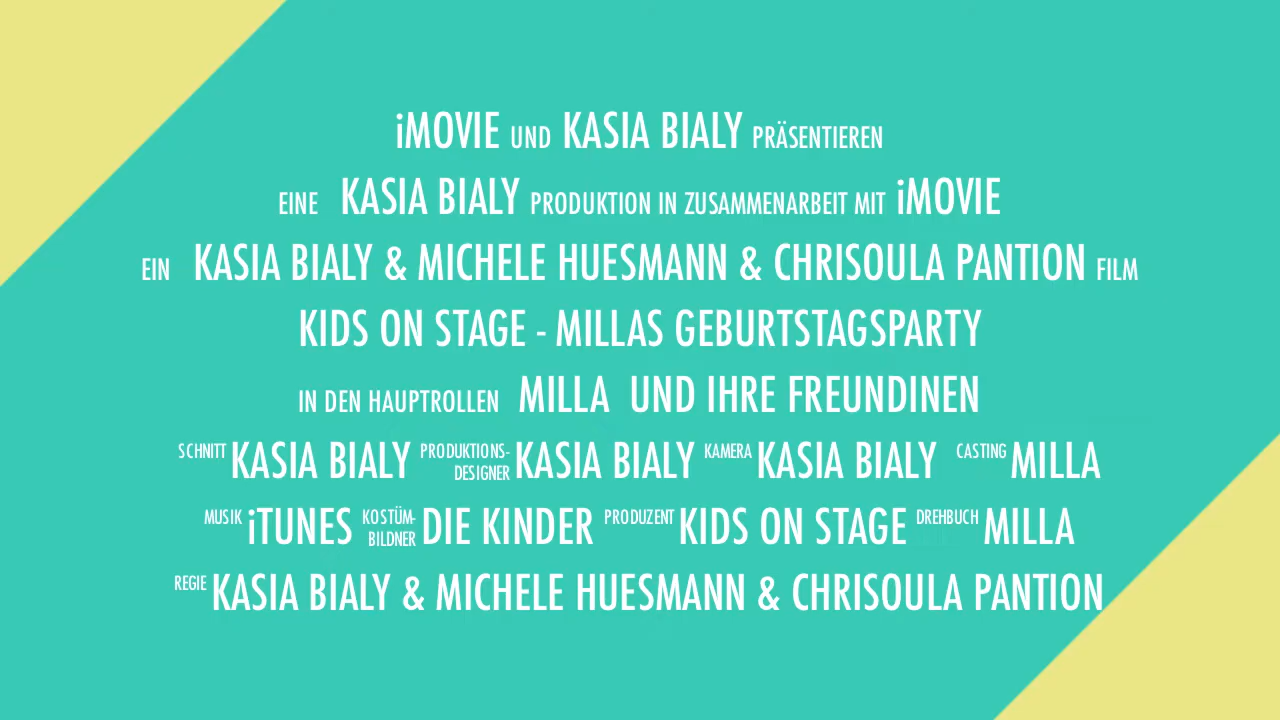 iMOVIE UND KASIA BIALY PRÄSENTIEREN
EINE KASIA BIALY PRODUKTION IN ZUSAMMENARBEIT MIT iMOVIE
EIN KASIA BIALY & MICHELE HUESMANN & CHRISOULA PANTION FILM
KIDS ON STAGE - MILLAS GEBURTSTAGSPARTY
IN DEN HAUPTROLLEN MILLA UND IHRE FREUNDINEN
SCHNITT KASIA BIALY PRODUKTIONS-DESIGNER KASIA BIALY KAMERA KASIA BIALY CASTING MILLA
MUSIK iTUNES KOSTÜM-BILDNER DIE KINDER PRODUZENT KIDS ON STAGE DREHBUCH MILLA
REGIE KASIA BIALY & MICHELE HUESMANN & CHRISOULA PANTION